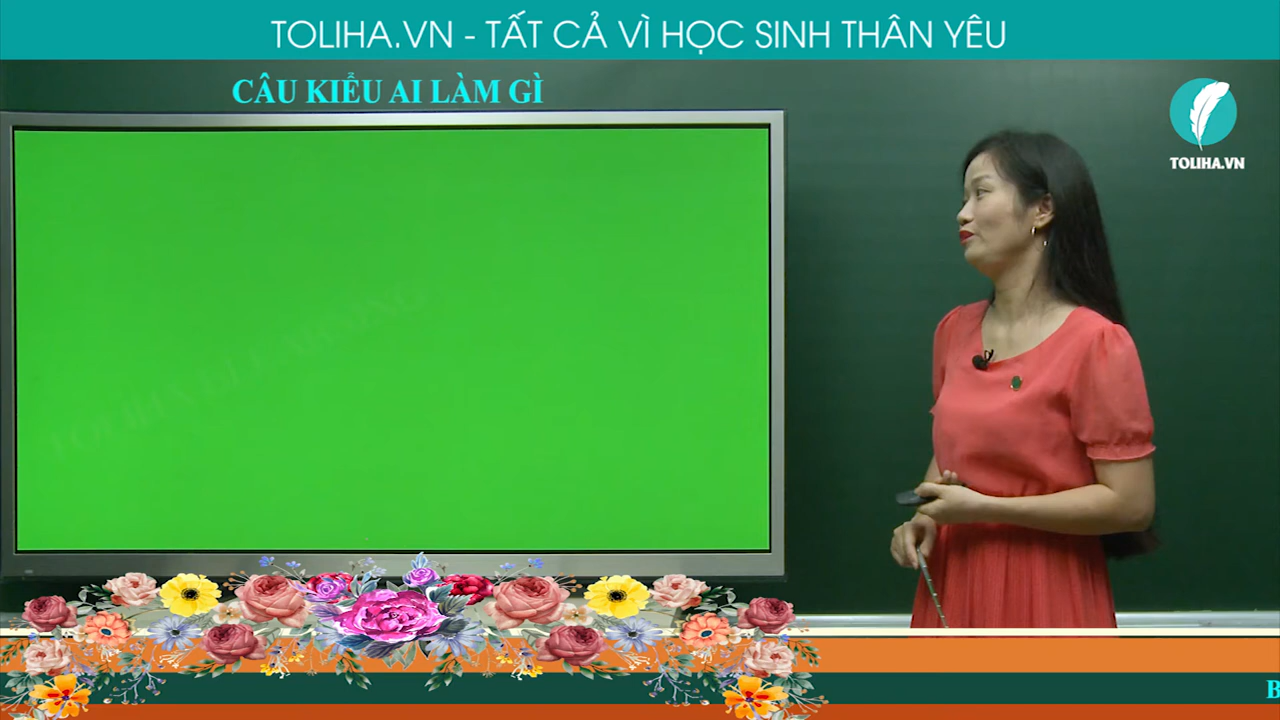 TOLIHA.VN - TẤT CẢ VÌ HỌC SINH THÂN YÊU
CÂU KIỂU AI LÀM GÌ
TOLIHA.VN